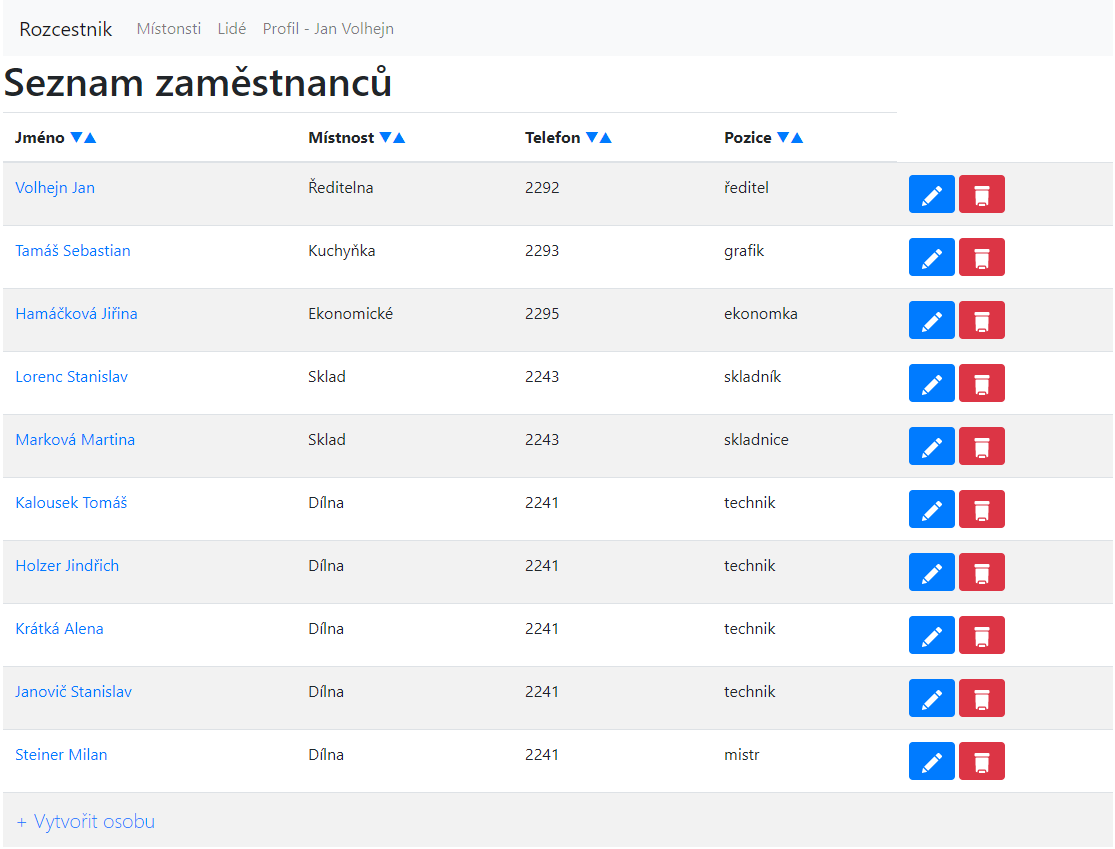 Rozcestnik Místonsti Lidé Profil - Jan Volhejn
Seznam zaměstnanců
Jméno ▼▲ Místnost ▼▲ Telefon ▼▲ Pozice ▼▲
Volhejn Jan Ředitelna 2292 ředitel
Tamáš Sebastian Kuchyňka 2293 grafik
Hamáčková Jiřina Ekonomické 2295 ekonomka
Lorenc Stanislav Sklad 2243 skladník
Marková Martina Sklad 2243 skladnice
Kalousek Tomáš Dílna 2241 technik
Holzer Jindřich Dílna 2241 technik
Krátká Alena Dílna 2241 technik
Janovič Stanislav Dílna 2241 technik
Steiner Milan Dílna 2241 mistr
+ Vytvořit osobu